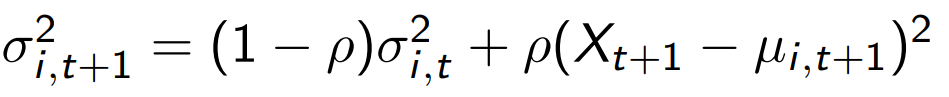 σ²ᵢ,ₜ₊₁ = (1 − ρ)σ²ᵢ,ₜ + ρ(Xₜ₊₁ − μᵢ,ₜ₊₁)²